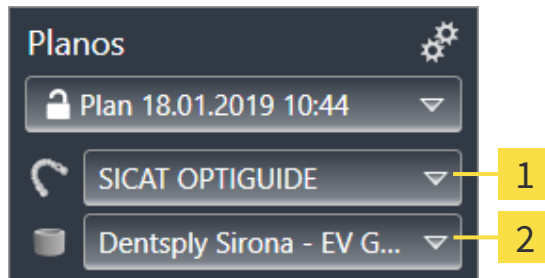 Planos
Plan 18.01.2019 10:44
SICAT OPTIGUIDE
1
Dentsply Sirona - EV G...
2